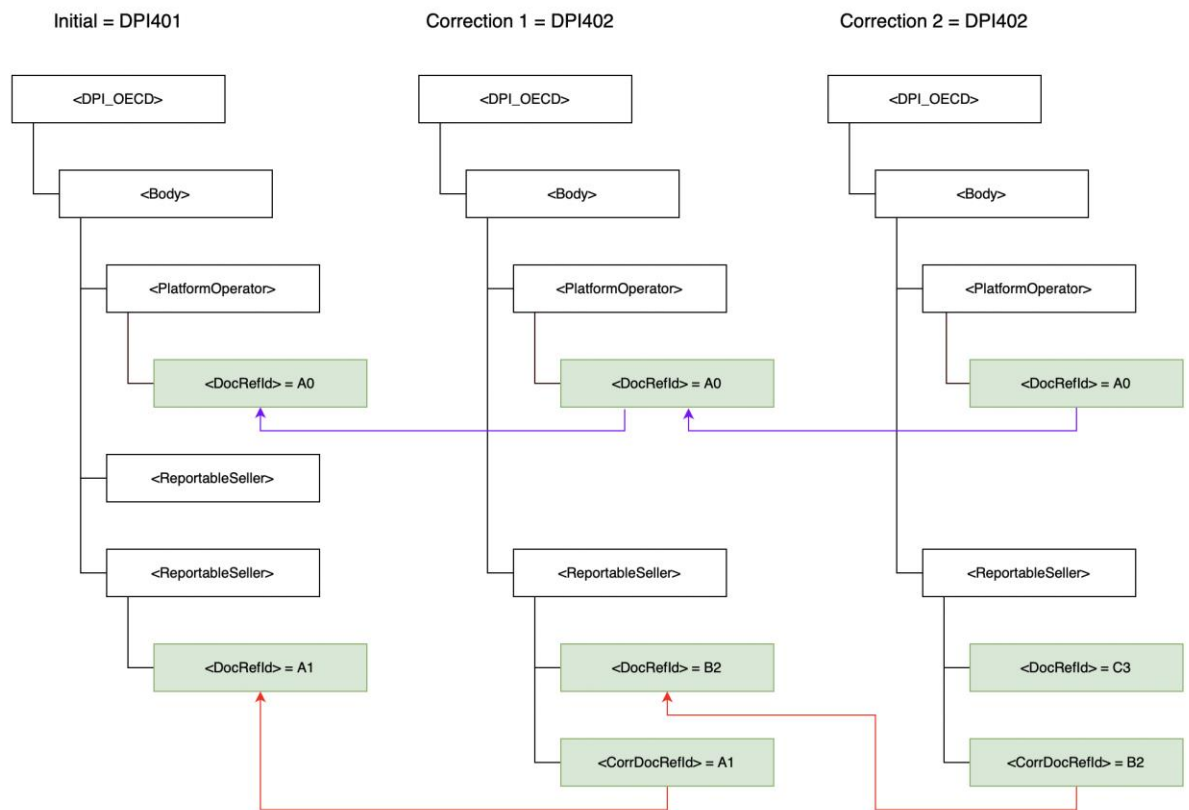 Initial = DPI401
Correction 1 = DPI402
Correction 2 = DPI402
<DPI_OECD>
<DPI_OECD>
<DPI_OECD>
<Body>
<Body>
<Body>
<PlatformOperator>
<PlatformOperator>
<PlatformOperator>
<DocRefId> = A0
<DocRefId> = A0
<DocRefId> = A0
<ReportableSeller>
<ReportableSeller>
<ReportableSeller>
<ReportableSeller>
<DocRefId> = A1
<DocRefId> = B2
<DocRefId> = C3
<CorrDocRefId> = A1
<CorrDocRefId> = B2